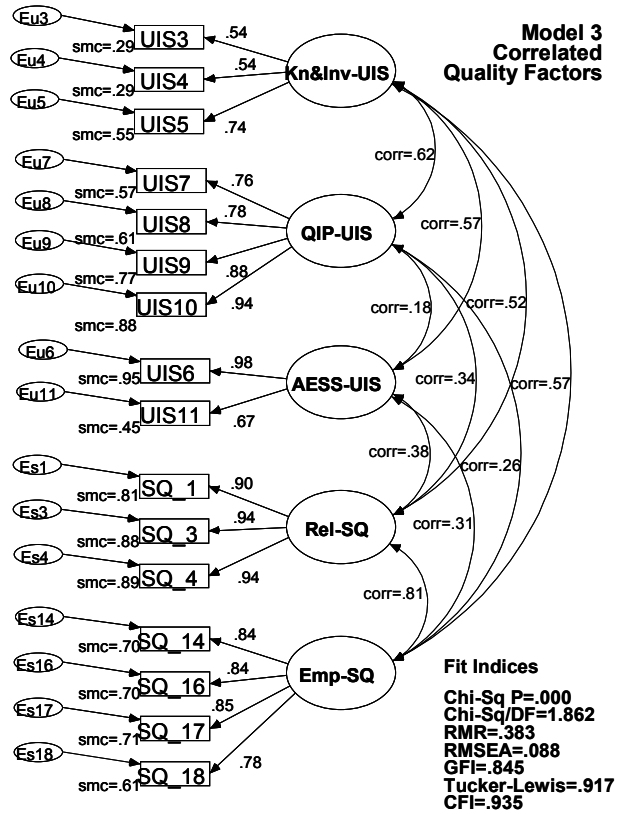 Model 3
Correlated
Quality Factors
Eu3
smc=.29
UIS3
.54
Eu4
smc=.29
UIS4
.54
Eu5
smc=.55
UIS5
.74
Kn&Inv-UIS
corr=.62
Eu7
smc=.57
UIS7
.76
Eu8
smc=.61
UIS8
.78
Eu9
smc=.77
UIS9
.88
Eu10
smc=.88
UIS10
.94
QIP-UIS
corr=.57
corr=.18
corr=.52
Eu6
smc=.95
UIS6
.98
Eu11
smc=.45
UIS11
.67
AESS-UIS
corr=.34
corr=.57
corr=.38
corr=.26
Es1
smc=.81
SQ_1
.90
Es3
smc=.88
SQ_3
.94
Es4
smc=.89
SQ_4
.94
Rel-SQ
corr=.31
corr=.81
Es14
smc=.70
SQ_14
.84
Es16
smc=.70
SQ_16
.84
Es17
smc=.71
SQ_17
.85
Es18
smc=.61
SQ_18
.78
Emp-SQ
Fit Indices
Chi-Sq P=.000
Chi-Sq/DF=1.862
RMR=.383
RMSEA=.088
GFI=.845
Tucker-Lewis=.917
CFI=.935